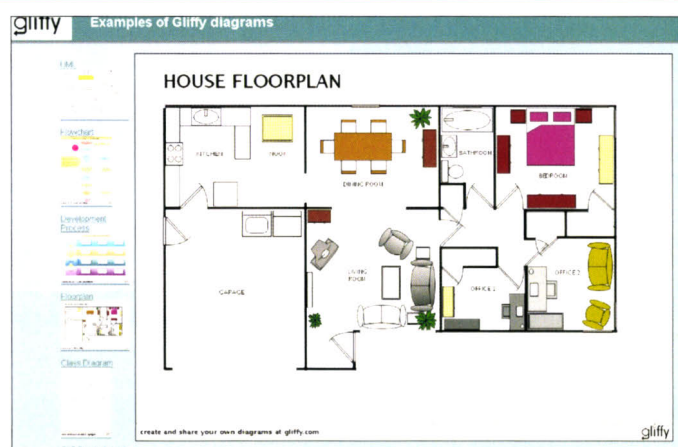 gliffy
Examples of Gliffy diagrams
UML
Flowchart
Development
Process
Floorplan
Class Diagram
HOUSE FLOORPLAN
KITCHEN
NOOK
DINING ROOM
BATHROOM
BEDROOM
GARAGE
LIVING
ROOM
OFFICE 1
OFFICE 2
create and share your own diagrams at gliffy.com
gliffy